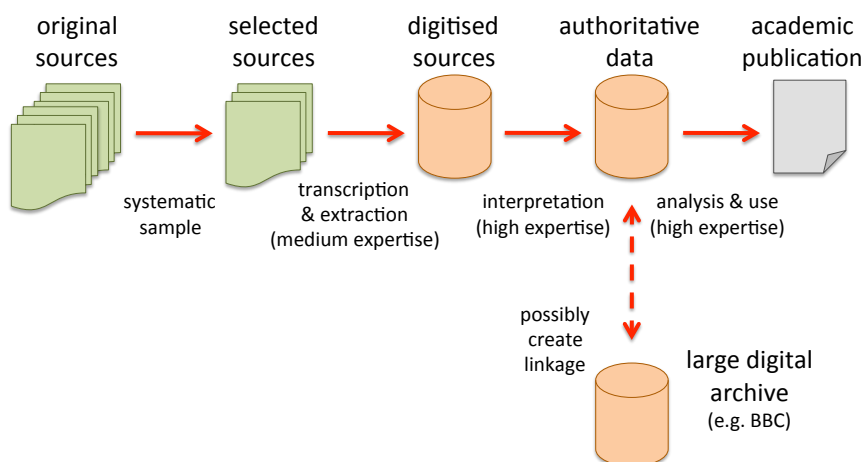 original
sources
selected
sources
digitised
sources
authoritative
data
academic
publication
systematic
sample
transcription
& extraction
(medium expertise)
interpretation
(high expertise)
analysis & use
(high expertise)
possibly
create
linkage
large digital
archive
(e.g. BBC)